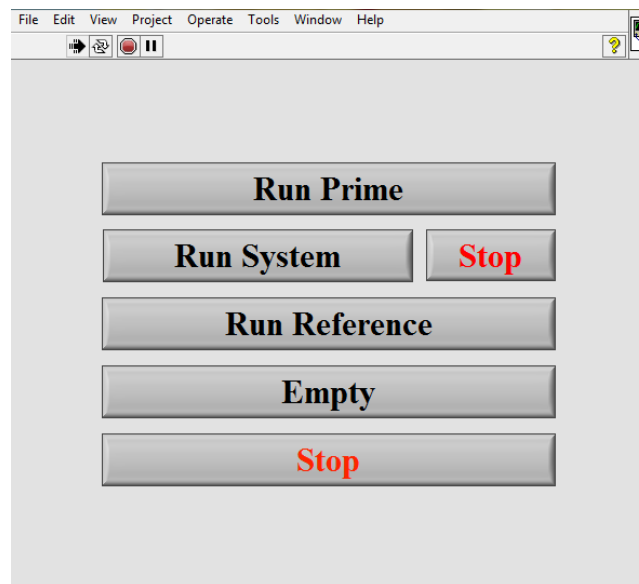 File Edit View Project Operate Tools Window Help
?
Run Prime
Run System Stop
Run Reference
Empty
Stop